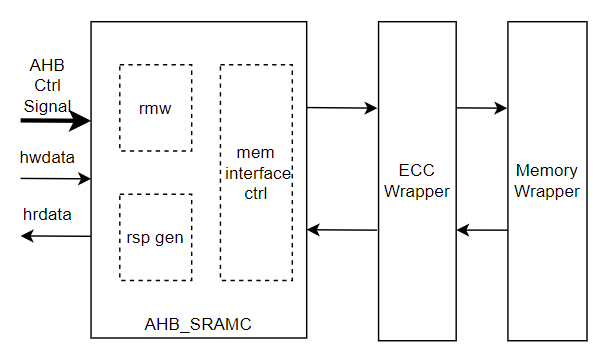 AHB
Ctrl
Signal
hwdata
hrdata
rmw
rsp gen
mem
interface
ctrl
AHB_SRAMC
ECC
Wrapper
Memory
Wrapper